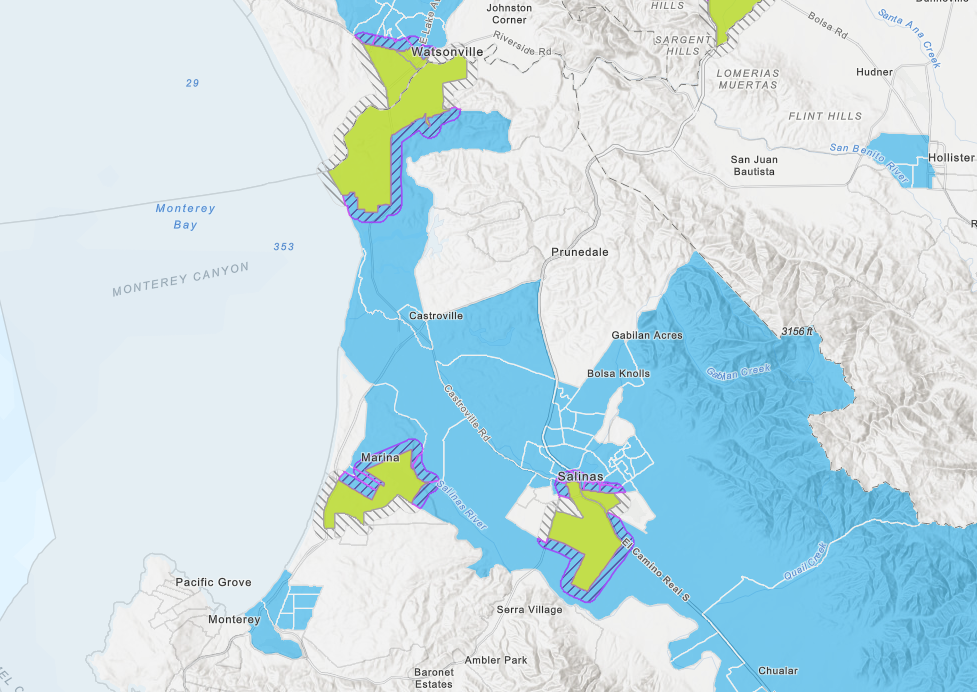 HILLS
Johnston
Corner
E Lake Av
Riverside Rd
Watsonville
SARGENT
HILLS
Bolsa Rd
Santa Ana
Creek
Hudner
LOMERIAS
MUERTAS
29
FLINT HILLS
San Benito
River
Hollister
San Juan
Bautista
Monterey
Bay
353
MONTEREY CANYON
Prunedale
Castroville
3156 ft
Gabilan Acres
Bolsa Knolls
Gabilan Creek
Castroville Rd
Marina
Salinas
Salinas River
El Camino Real S
Quail Creek
Pacific Grove
Monterey
Serra Village
Ambler Park
Baronet
Estates
Chualar